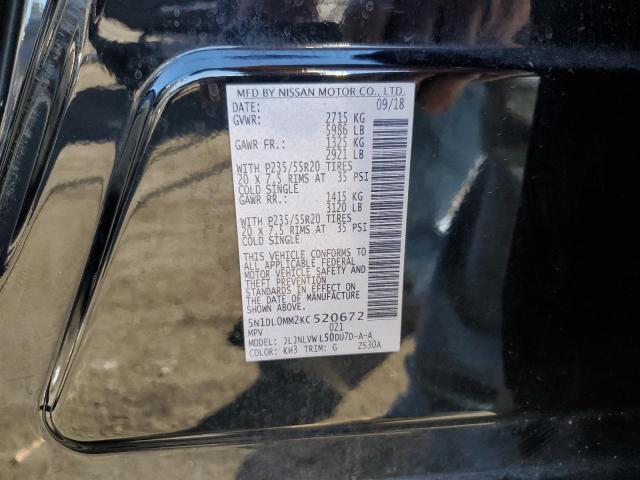 MFD BY NISSAN MOTOR CO., LTD.
DATE: 09/18
GVWR: 2715 KG
5986 LB
GAWR FR: 1325 KG
2921 LB
WITH P235/55R20 TIRES
20 X 7.5 RIMS AT 35 PSI
COLD SINGLE
GAWR RR.: 1415 KG
3120 LB
WITH P235/55R20 TIRES
20 X 7.5 RIMS AT 35 PSI
COLD SINGLE
THIS VEHICLE CONFORMS TO
ALL APPLICABLE FEDERAL
MOTOR VEHICLE SAFETY AND
THEFT PREVENTION
STANDARDS IN EFFECT ON
THE DATE OF MANUFACTURE
SHOWN ABOVE.
5N1DL0MM2KC520672
MPV 021
MODEL: JLJNLVWL50DU7D-A-A
COLOR: KH3 TRIM: G ZS30A